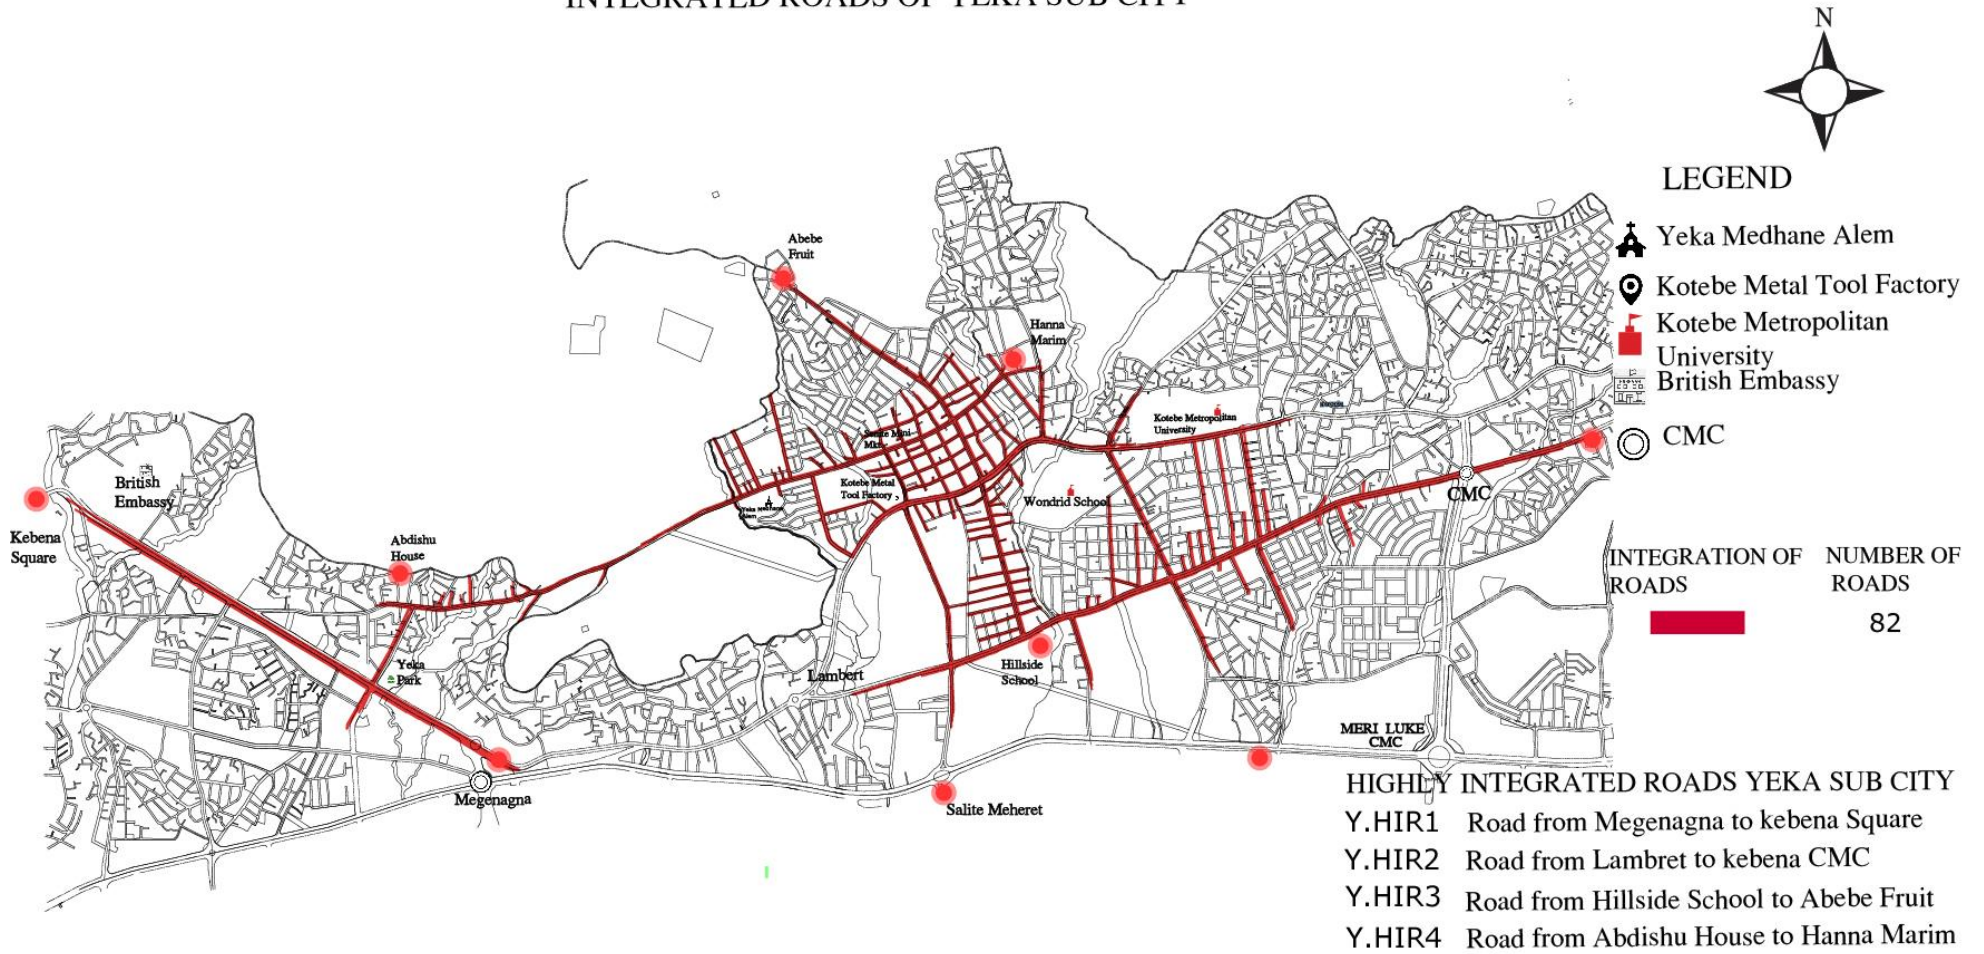 INTEGRATED ROADS OF YEKA SUB CITY
N
LEGEND
Yeka Medhane Alem
Kotebe Metal Tool Factory
Kotebe Metropolitan
University
British Embassy
CMC
INTEGRATION OF
ROADS
NUMBER OF
ROADS
82
Abebe
Fruit
Hanna
Marim
Kotebe Metropolitan
University
Kotebe Metal
Tool Factory
Yeka Medhane
Alem
Wondrid School
CMC
British
Embassy
Kebena
Square
Abdishu
House
Yeka
Park
Lambert
Hillside
School
MERI LUKE
CMC
Megenagna
Salite Meheret
HIGHLY INTEGRATED ROADS YEKA SUB CITY
Y.HIR1 Road from Megenagna to kebena Square
Y.HIR2 Road from Lambret to kebena CMC
Y.HIR3 Road from Hillside School to Abebe Fruit
Y.HIR4 Road from Abdishu House to Hanna Marim